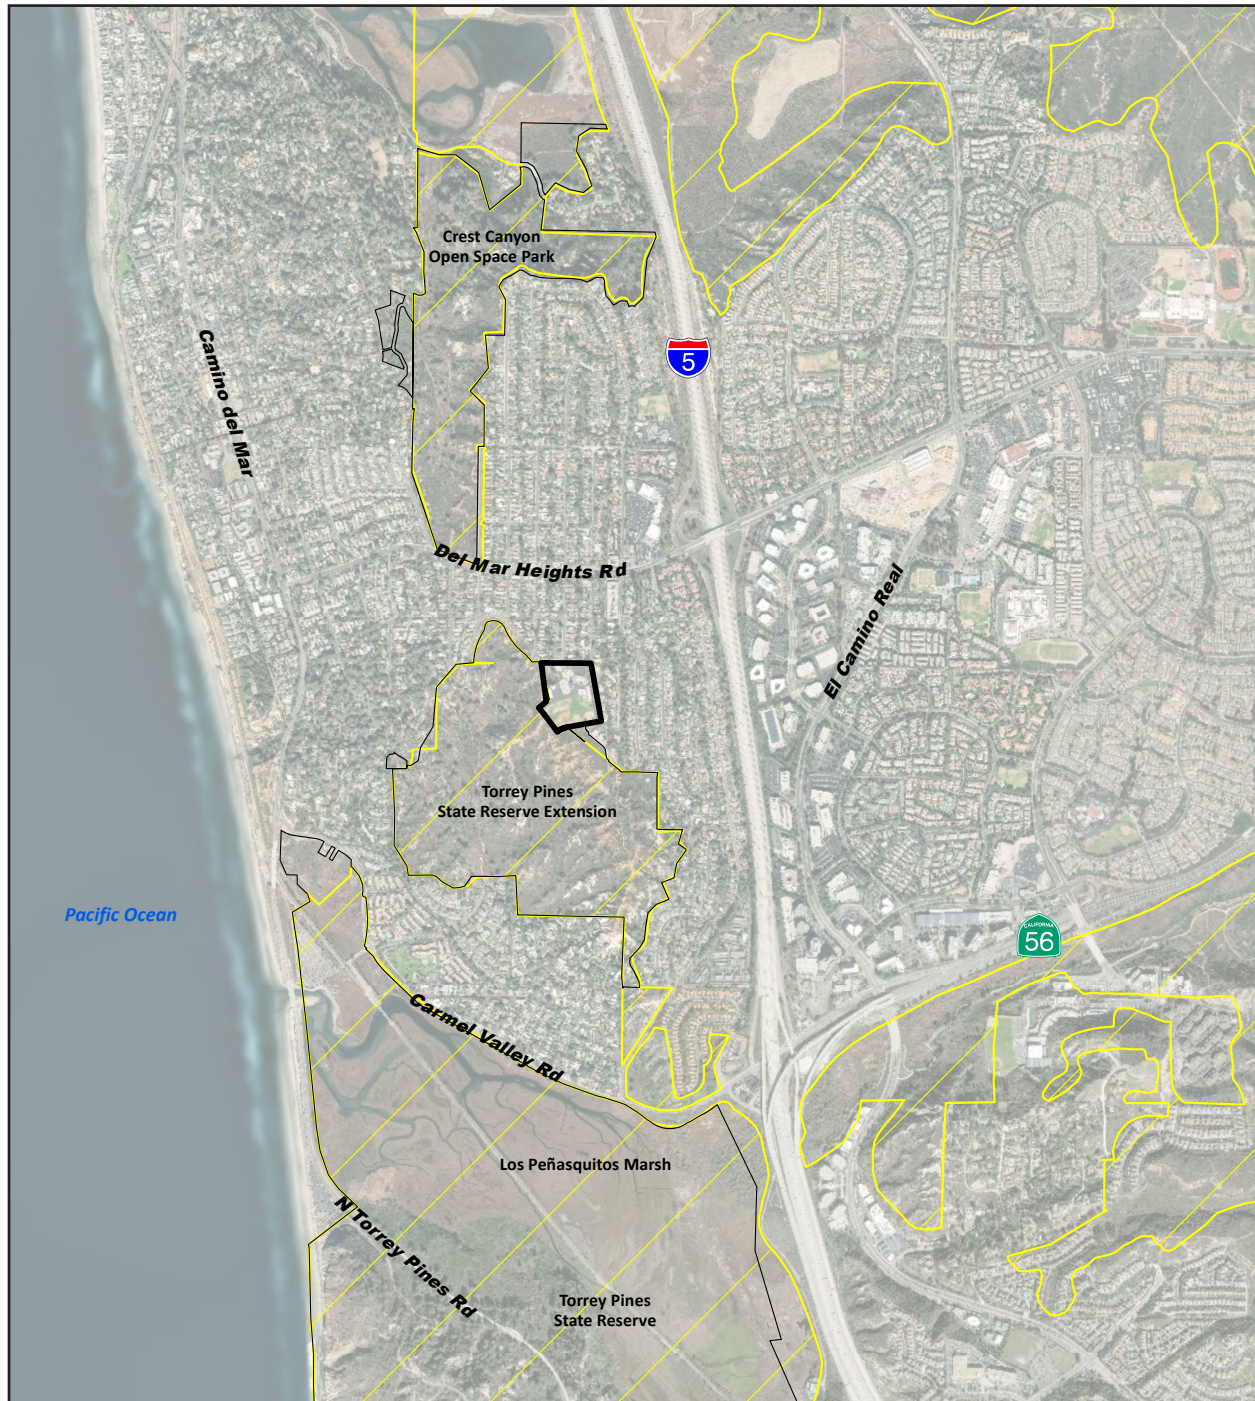 Crest Canyon
Open Space Park
Camino del Mar
5
Del Mar Heights Rd
El Camino Real
Torrey Pines
State Reserve Extension
Pacific Ocean
CALIFORNIA
56
Carmel Valley Rd
Los Peñasquitos Marsh
N Torrey Pines Rd
Torrey Pines
State Reserve